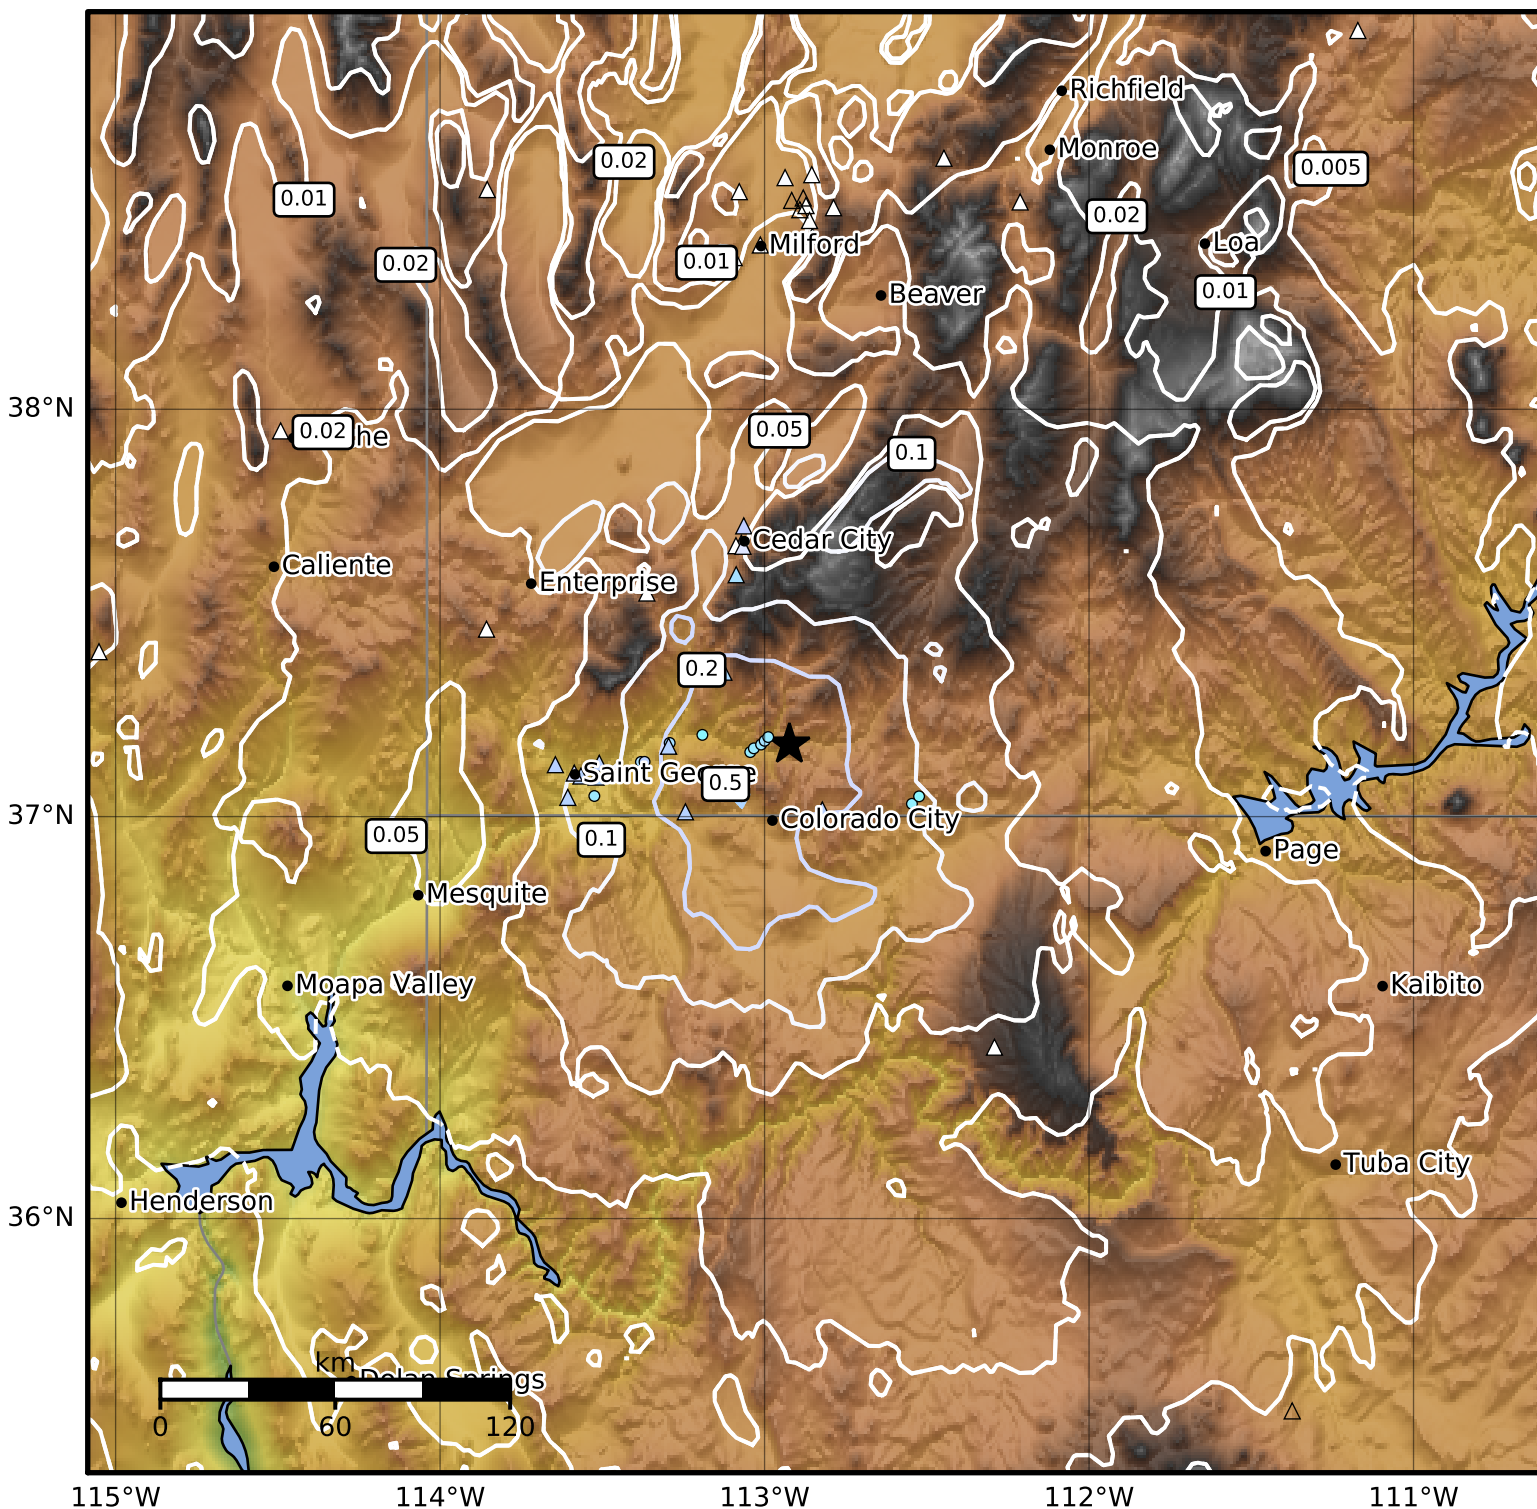 Richfield
Monroe
0.02
0.005
0.01
0.02
Loa
Milford
0.02
0.01
0.01
Beaver
38°N
0.05
0.02
he
0.1
Cedar City
Caliente
Enterprise
0.2
Saint Ge e
0.5
37°N
Colorado City
0.05
0.1
Page
Mesquite
Moapa Valley
Kaibito
Tuba City
Henderson
36°N
km
Dolan Springs
0 60 120
115°W 114°W 113°W 112°W 111°W